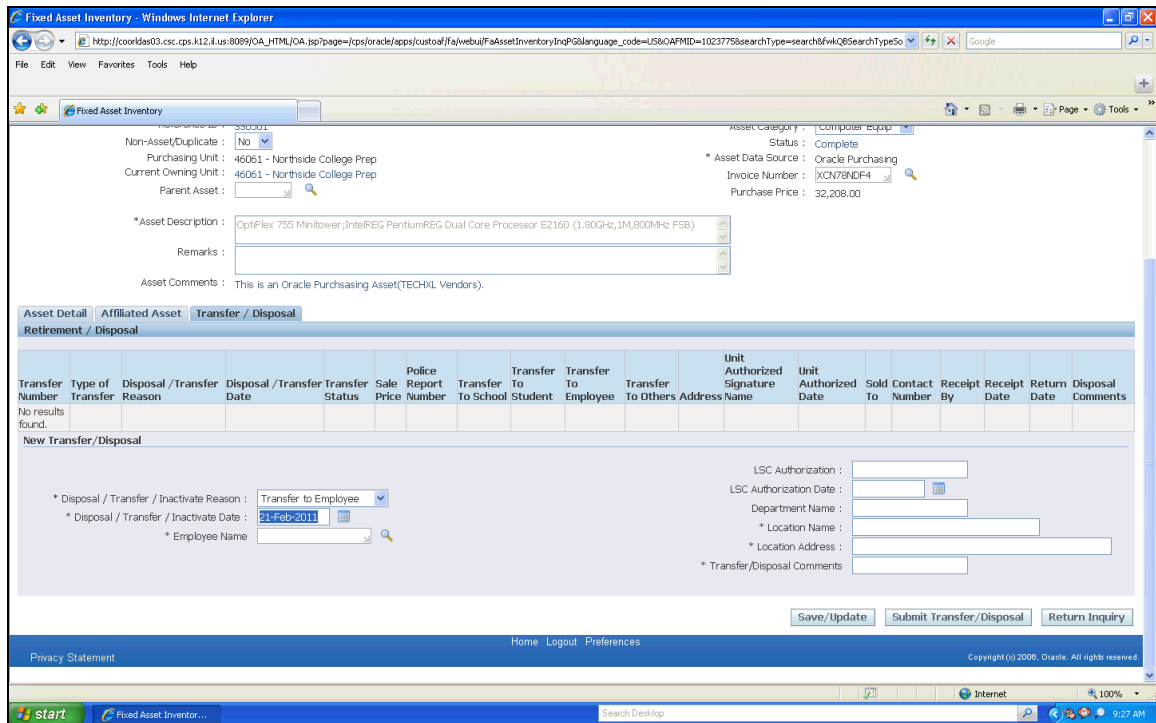 Fixed Asset Inventory - Windows Internet Explorer
http://coorldas03.csc.cps.k12.il.us:8089/OA_HTML/OA.jsp?page=/cps/oracle/apps/custoaf/fa/webui/FaAssetInventoryInqPG&language_code=US&OAFMID=1023775&searchType=search&fwkQBSearchTypeSo
Google
File Edit View Favorites Tools Help
Fixed Asset Inventory
Page Tools
Reference ID : 330501 Asset Category : Computer Equip
Non-Asset/Duplicate : No Status : Complete
Purchasing Unit : 46061 - Northside College Prep * Asset Data Source : Oracle Purchasing
Current Owning Unit : 46061 - Northside College Prep Invoice Number : XCN78NDF4
Parent Asset : Purchase Price : 32,208.00
*Asset Description : OptiPlex 755 Minitower;IntelREG PentiumREG Dual Core Processor E2160 (1.80GHz,1M,800MHz FSB)
Remarks :
Asset Comments : This is an Oracle Purchsasing Asset(TECHXL Vendors).
Asset Detail Affiliated Asset Transfer / Disposal
Retirement / Disposal
Transfer Number Type of Transfer Disposal /Transfer Reason Disposal /Transfer Date Transfer Status Sale Price Police Report Number Transfer To School Transfer To Student Transfer To Employee Transfer To Others Address Unit Authorized Signature Name Unit Authorized Date Sold To Contact Number Receipt By Receipt Date Return Date Disposal Comments
No results found.
New Transfer/Disposal
LSC Authorization :
* Disposal / Transfer / Inactivate Reason : Transfer to Employee LSC Authorization Date :
* Disposal / Transfer / Inactivate Date : 21-Feb-2011 Department Name :
* Employee Name * Location Name :
* Location Address :
* Transfer/Disposal Comments
Save/Update Submit Transfer/Disposal Return Inquiry
Home Logout Preferences
Privacy Statement Copyright (c) 2006, Oracle. All rights reserved.
Internet 100%
start Fixed Asset Inventor... Search Desktop 9:27 AM